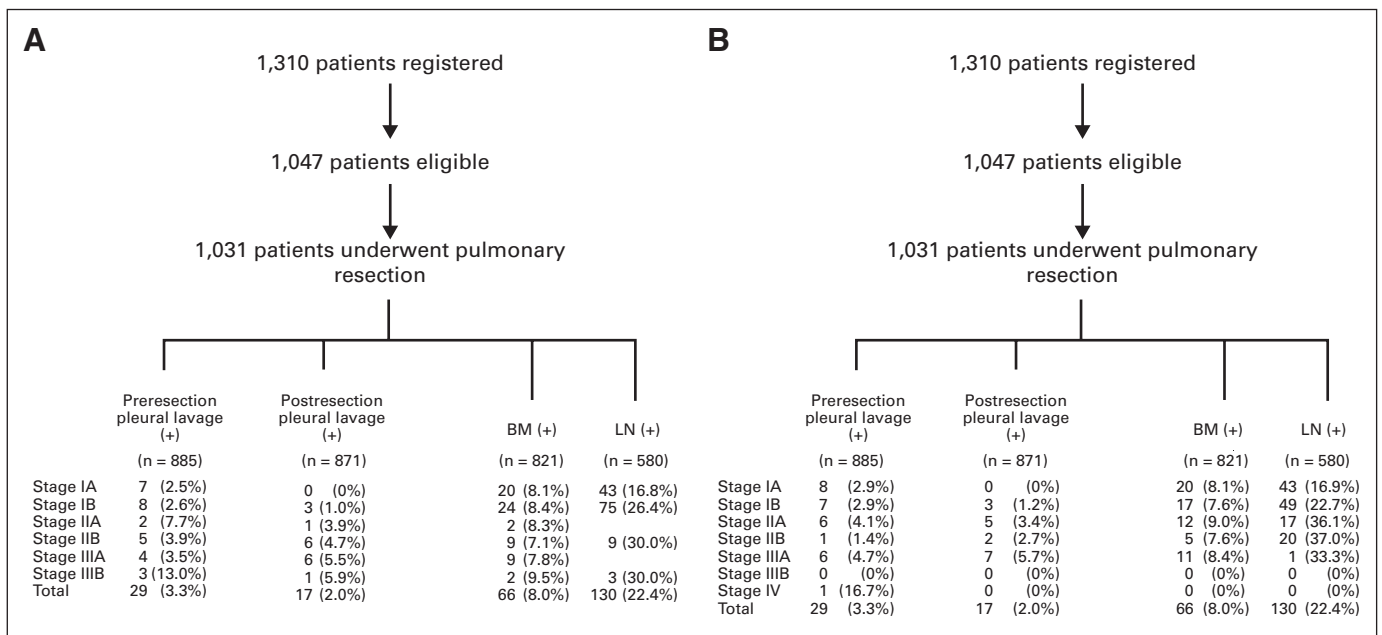 A
1,310 patients registered
1,047 patients eligible
1,031 patients underwent pulmonary
resection
Preresection
pleural lavage
(+)
(n = 885)
Postresection
pleural lavage
(+)
(n = 871)
BM (+)
(n = 821)
LN (+)
(n = 580)
Stage IA 7 (2.5%) 0 (0%) 20 (8.1%) 43 (16.8%)
Stage IB 8 (2.6%) 3 (1.0%) 24 (8.4%) 75 (26.4%)
Stage IIA 2 (7.7%) 1 (3.9%) 2 (8.3%)
Stage IIB 5 (3.9%) 6 (4.7%) 9 (7.1%) 9 (30.0%)
Stage IIIA 4 (3.5%) 6 (5.5%) 9 (7.8%)
Stage IIIB 3 (13.0%) 1 (5.9%) 2 (9.5%) 3 (30.0%)
Total 29 (3.3%) 17 (2.0%) 66 (8.0%) 130 (22.4%)
B
1,310 patients registered
1,047 patients eligible
1,031 patients underwent pulmonary
resection
Preresection
pleural lavage
(+)
(n = 885)
Postresection
pleural lavage
(+)
(n = 871)
BM (+)
(n = 821)
LN (+)
(n = 580)
Stage IA 8 (2.9%) 0 (0%) 20 (8.1%) 43 (16.9%)
Stage IB 7 (2.9%) 3 (1.2%) 17 (7.6%) 49 (22.7%)
Stage IIA 6 (4.1%) 5 (3.4%) 12 (9.0%) 17 (36.1%)
Stage IIB 1 (1.4%) 2 (2.7%) 5 (7.6%) 20 (37.0%)
Stage IIIA 6 (4.7%) 7 (5.7%) 11 (8.4%) 1 (33.3%)
Stage IIIB 0 (0%) 0 (0%) 0 (0%) 0 (0%)
Stage IV 1 (16.7%) 0 (0%) 0 (0%) 0 (0%)
Total 29 (3.3%) 17 (2.0%) 66 (8.0%) 130 (22.4%)